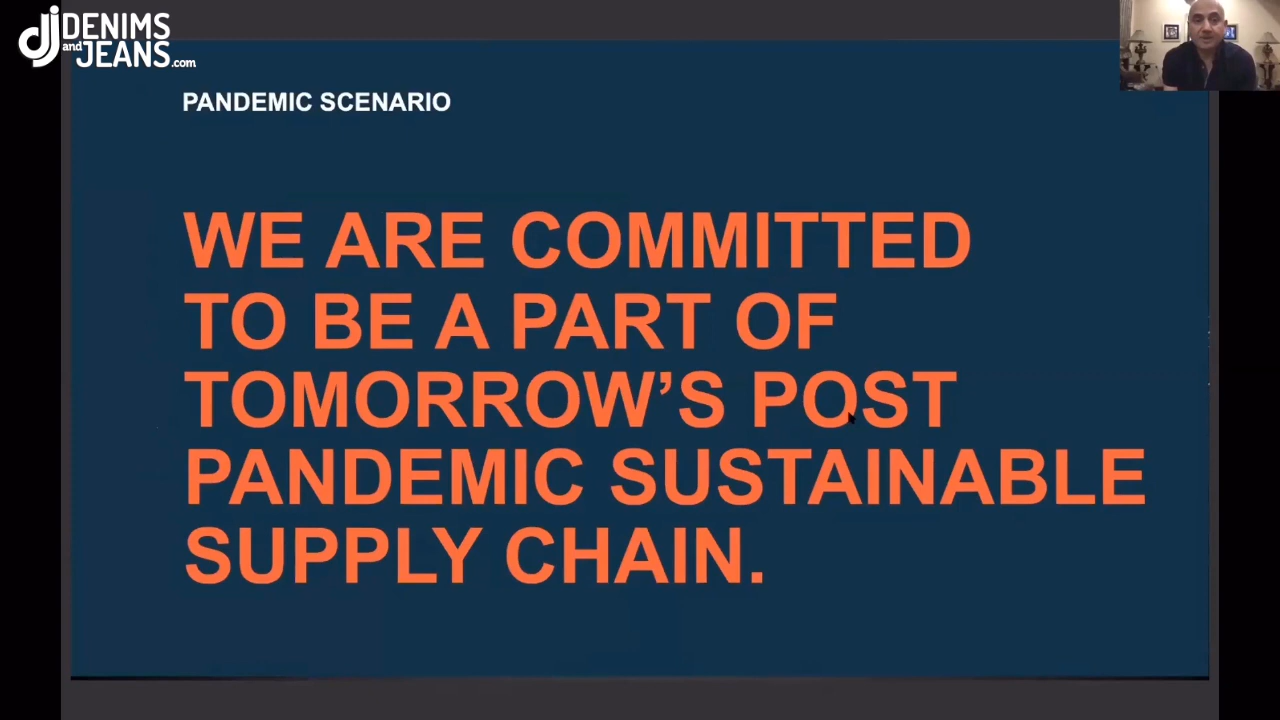 dj DENIMS
and JEANS.com
PANDEMIC SCENARIO
WE ARE COMMITTED
TO BE A PART OF
TOMORROW’S POST
PANDEMIC SUSTAINABLE
SUPPLY CHAIN.